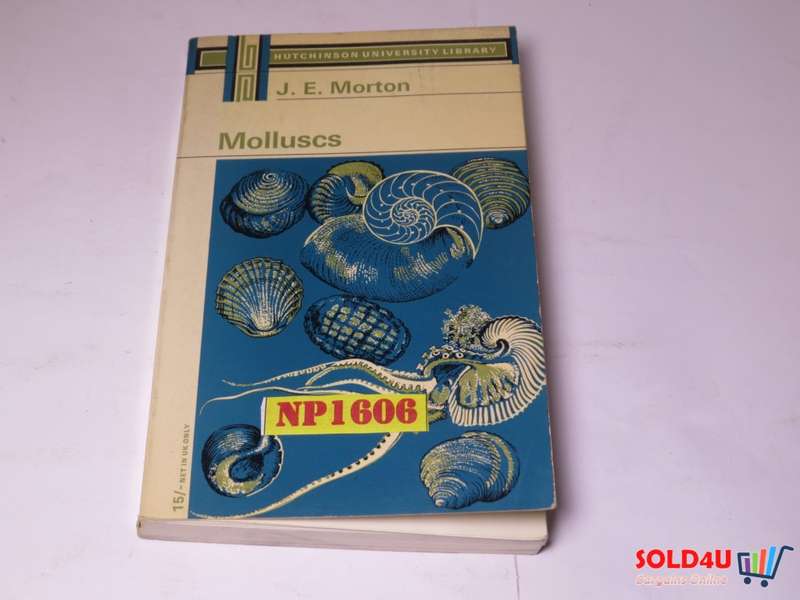 HUTCHINSON UNIVERSITY LIBRARY
J. E. Morton
Molluscs
NP1606
15/- NET IN UK ONLY
SOLD4U
Bargains Online